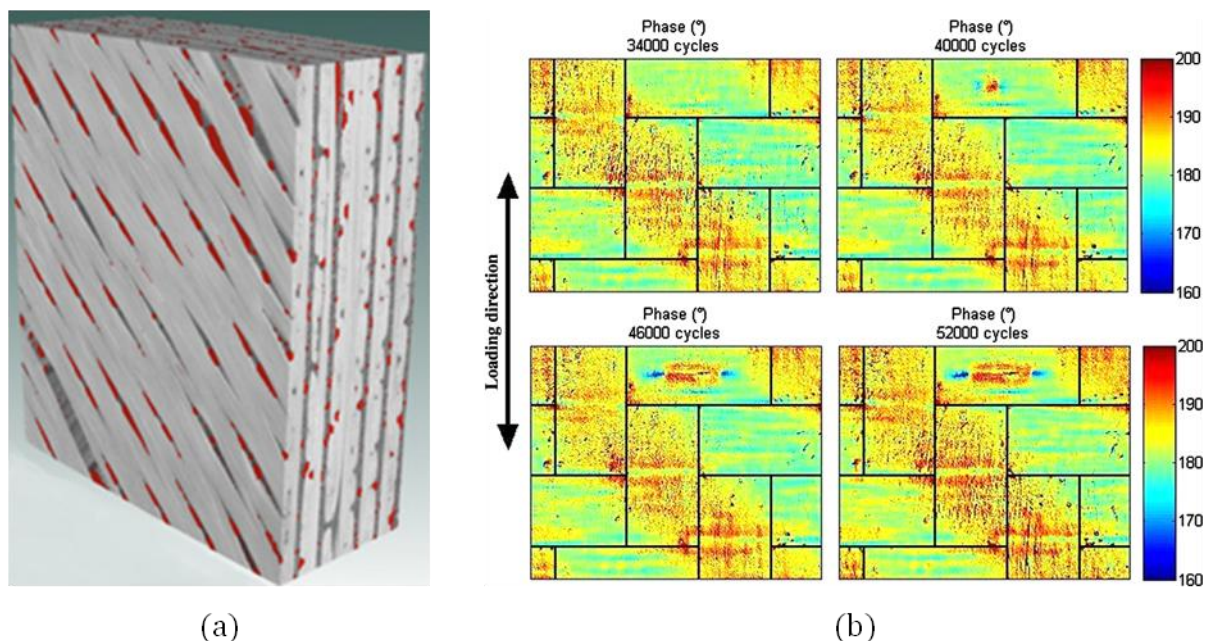 Phase (º)
34000 cycles
Phase (º)
40000 cycles
200
190
180
170
160
Loading direction
Phase (º)
46000 cycles
Phase (º)
52000 cycles
200
190
180
170
160
(a)
(b)